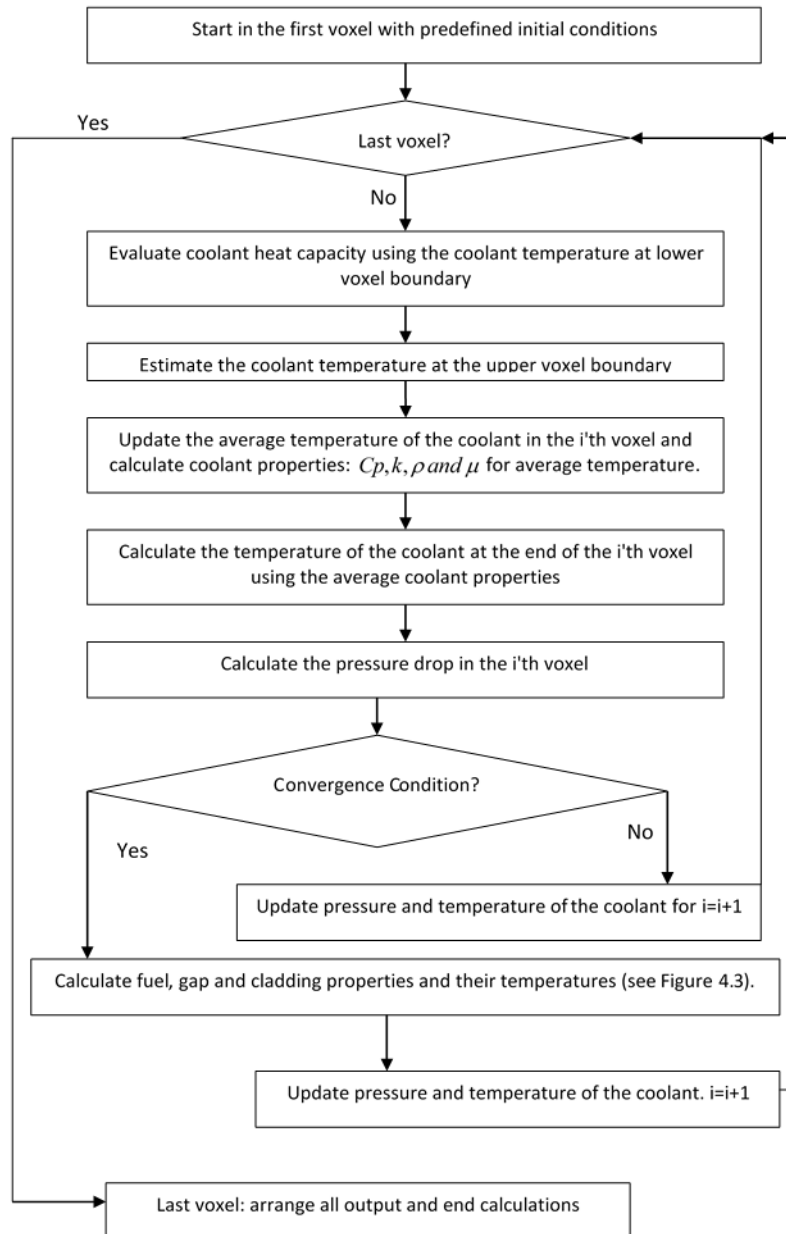 Start in the first voxel with predefined initial conditions
Yes
Last voxel?
No
Evaluate coolant heat capacity using the coolant temperature at lower
voxel boundary
Estimate the coolant temperature at the upper voxel boundary
Update the average temperature of the coolant in the i'th voxel and
calculate coolant properties: Cp, k, ρ and μ for average temperature.
Calculate the temperature of the coolant at the end of the i'th voxel
using the average coolant properties
Calculate the pressure drop in the i'th voxel
Convergence Condition?
Yes
No
Update pressure and temperature of the coolant for i=i+1
Calculate fuel, gap and cladding properties and their temperatures (see Figure 4.3).
Update pressure and temperature of the coolant. i=i+1
Last voxel: arrange all output and end calculations